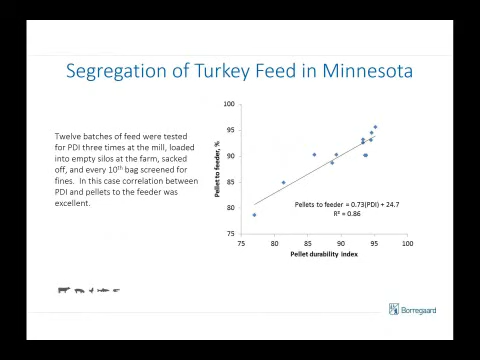 Segregation of Turkey Feed in Minnesota
Twelve batches of feed were tested
for PDI three times at the mill, loaded
into empty silos at the farm, sacked
off, and every 10th bag screened for
fines. In this case correlation between
PDI and pellets to the feeder was
excellent.
Pellet to feeder, %
100
95
90
85
80
75
Pellets to feeder = 0.73(PDI) + 24.7
R² = 0.86
75
80
85
90
95
100
Pellet durability index
Borregaard